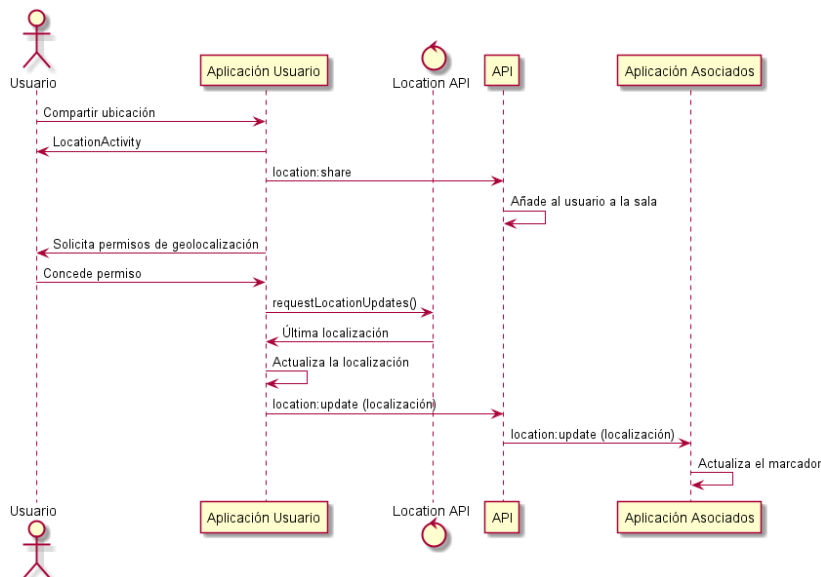 Usuario
Aplicación Usuario
Location API
API
Aplicación Asociados
Compartir ubicación
LocationActivity
location:share
Añade al usuario a la sala
Solicita permisos de geolocalización
Concede permiso
requestLocationUpdates()
Última localización
Actualiza la localización
location:update (localización)
location:update (localización)
Actualiza el marcador
Usuario
Aplicación Usuario
Location API
API
Aplicación Asociados